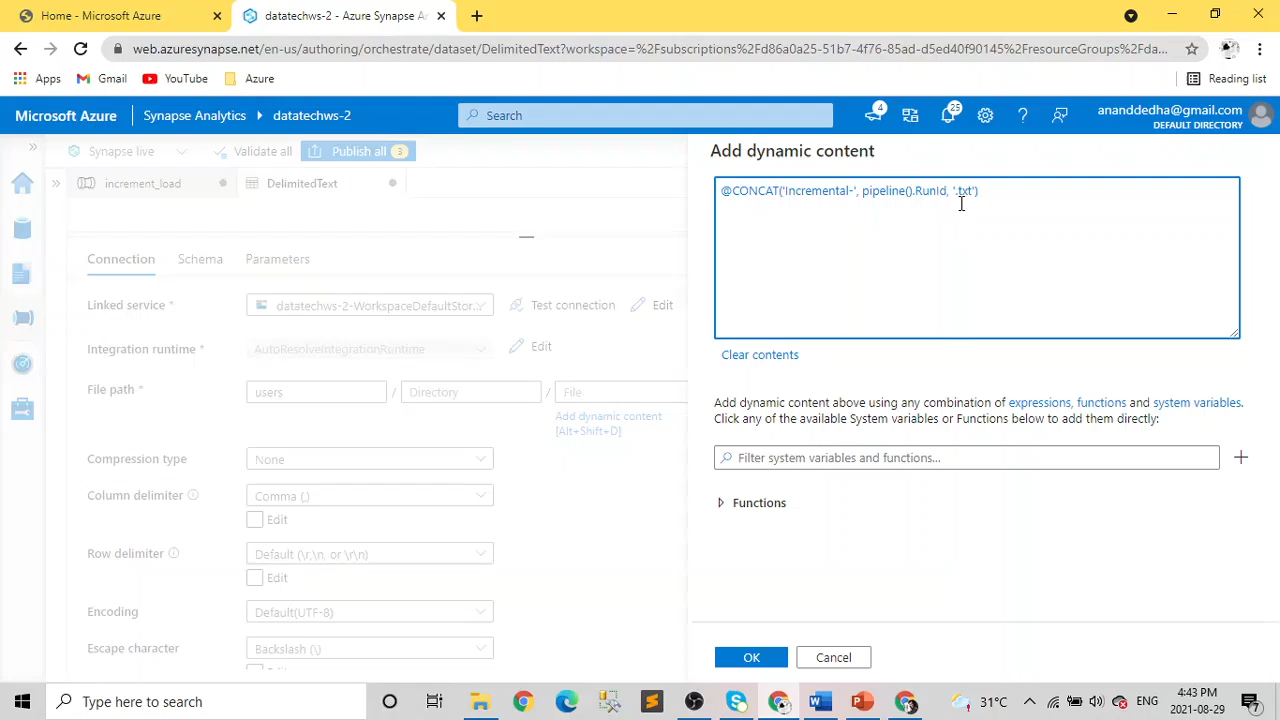 Home - Microsoft Azure
datatechws-2 - Azure Synapse Ar
web.azuresynapse.net/en-us/authoring/orchestrate/dataset/DelimitedText?workspace=%2Fsubscriptions%2Fd86a0a25-51b7-4f76-85ad-d5ed40f90145%2FresourceGroups%2Fda...
Apps Gmail YouTube Azure Reading list
Microsoft Azure Synapse Analytics datatechws-2 Search 4 25 ananddedha@gmail.com
DEFAULT DIRECTORY
Synapse live Validate all Publish all 3
increment_load DelimitedText
Connection Schema Parameters
Linked service * datatechws-2-WorkspaceDefaultStor... Test connection Edit
Integration runtime * AutoResolveIntegrationRuntime Edit
File path * users / Directory / File
Add dynamic content
[Alt+Shift+D]
Compression type None
Column delimiter Comma (,)
Edit
Row delimiter Default (\r,\n, or \r\n)
Edit
Encoding Default(UTF-8)
Escape character Backslash (\)
Add dynamic content
@CONCAT('Incremental-', pipeline().RunId, '.txt')
Clear contents
Add dynamic content above using any combination of expressions, functions and system variables.
Click any of the available System variables or Functions below to add them directly:
Filter system variables and functions...
Functions
OK Cancel
Type here to search 31°C ENG 4:43 PM
2021-08-29